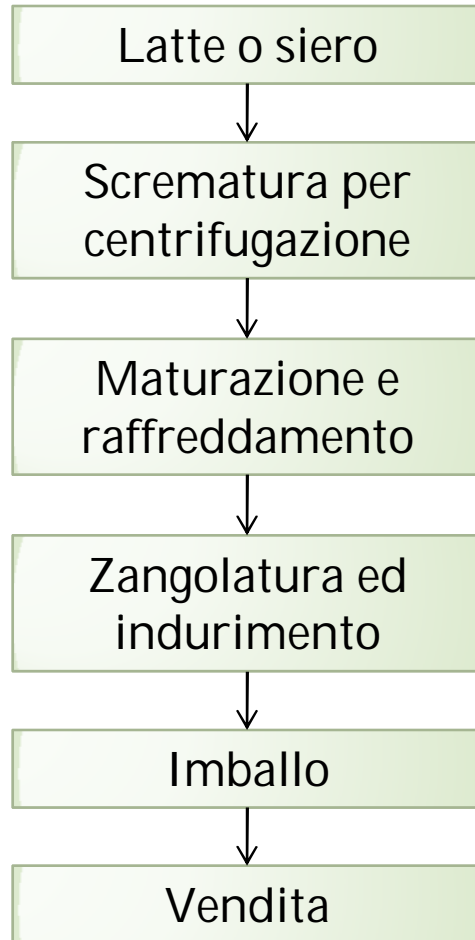 Latte o siero
Scrematura per
centrifugazione
Maturazione e
raffreddamento
Zangolatura ed
indurimento
Imballo
Vendita